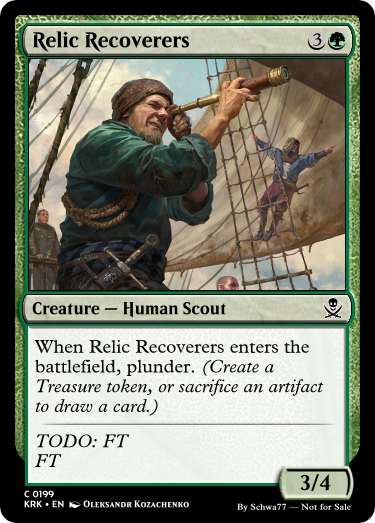 Relic Recoverers 3
Creature — Human Scout
When Relic Recoverers enters the
battlefield, plunder. (Create a
Treasure token, or sacrifice an artifact
to draw a card.)
TODO: FT
FT
3/4
C 0199
KRK • EN Oleksandr Kozachenko
By Schwa77 — Not for Sale